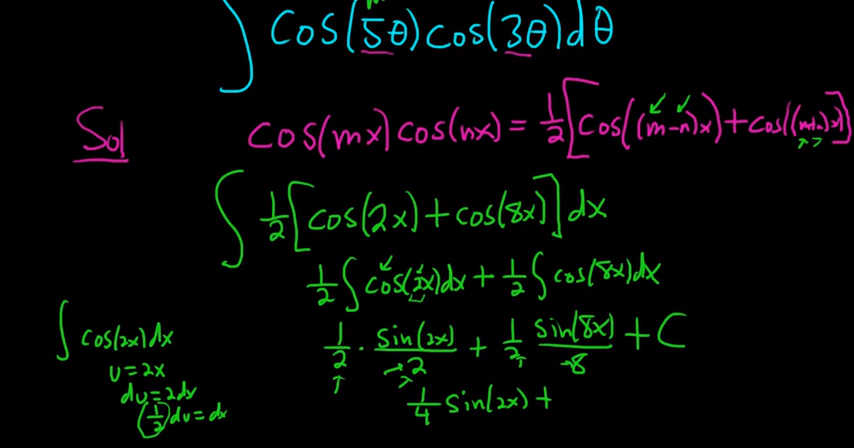 ∫ cos(5θ)cos(3θ)dθ
Sol
cos(mx)cos(nx) = 1/2[cos((m-n)x)+cos((m+n)x)]
∫ 1/2[cos(2x)+cos(8x)]dx
1/2 ∫ cos(2x)dx + 1/2 ∫ cos(8x)dx
1/2 · sin(2x)/2 + 1/2 sin(8x)/8 + C
1/4 sin(2x) +
∫ cos(2x)dx
u = 2x
du = 2dx
(1/2)du = dx